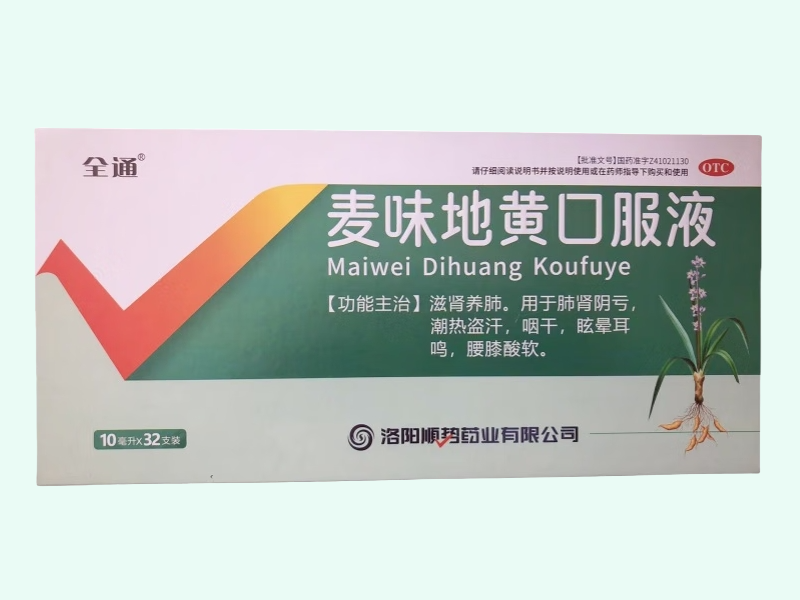 全通®
【批准文号】国药准字Z41021130
请仔细阅读说明书并按说明使用或在药师指导下购买和使用
OTC
麦味地黄口服液
Maiwei Dihuang Koufuye
【功能主治】滋肾养肺。用于肺肾阴亏，
潮热盗汗，咽干，眩晕耳
鸣，腰膝酸软。
10毫升x32支装
洛阳顺势药业有限公司